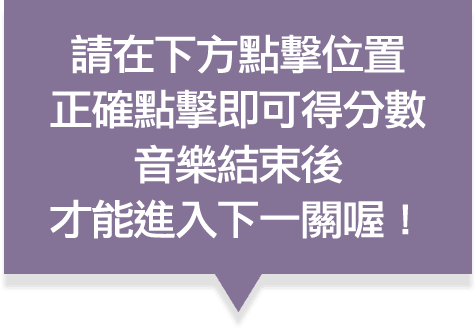 請在下方點擊位置
正確點擊即可得分數
音樂結束後
才能進入下一關喔！